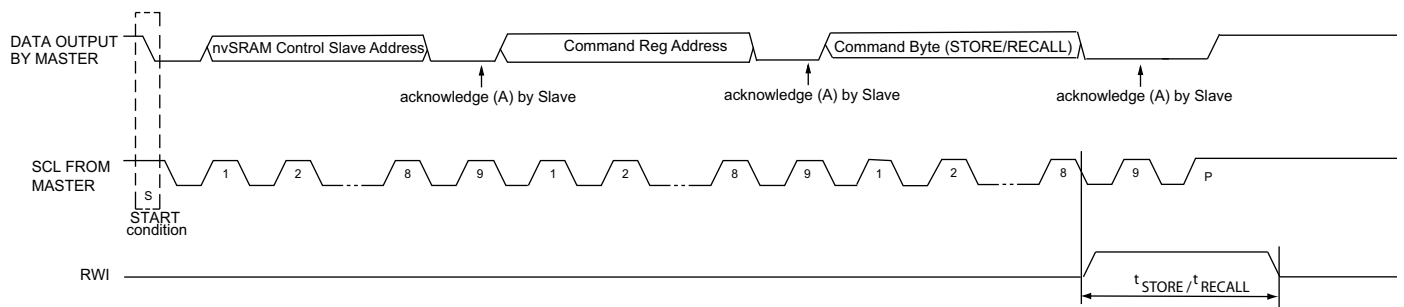 DATA OUTPUT
BY MASTER
nvSRAM Control Slave Address
Command Reg Address
Command Byte (STORE/RECALL)
acknowledge (A) by Slave
acknowledge (A) by Slave
acknowledge (A) by Slave
SCL FROM
MASTER
S
1 2 8 9 1 2 8 9 1 2 8 9 P
START
condition
RWI
t STORE / t RECALL